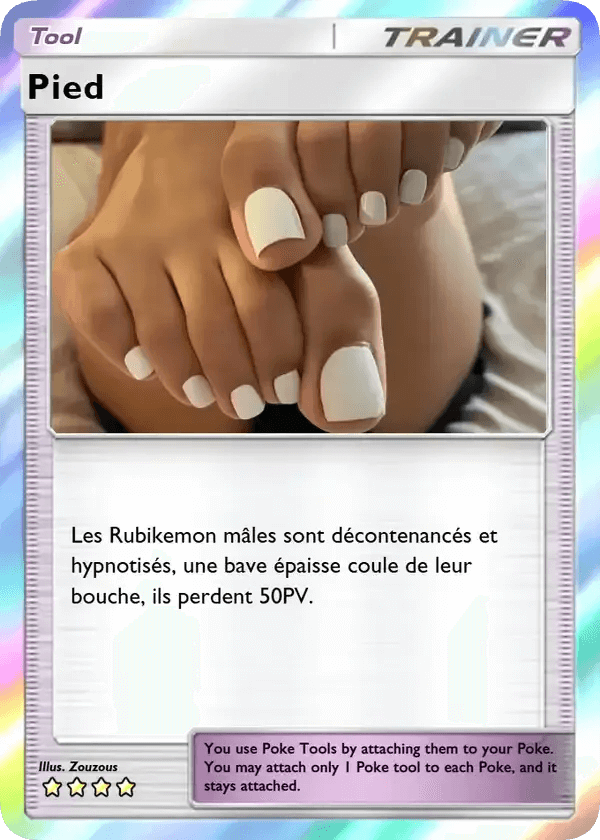 Tool
TRAINER
Pied
Les Rubikemon mâles sont décontenancés et
hypnotisés, une bave épaisse coule de leur
bouche, ils perdent 50PV.
Illus. Zouzous
You use Poke Tools by attaching them to your Poke.
You may attach only 1 Poke tool to each Poke, and it
stays attached.